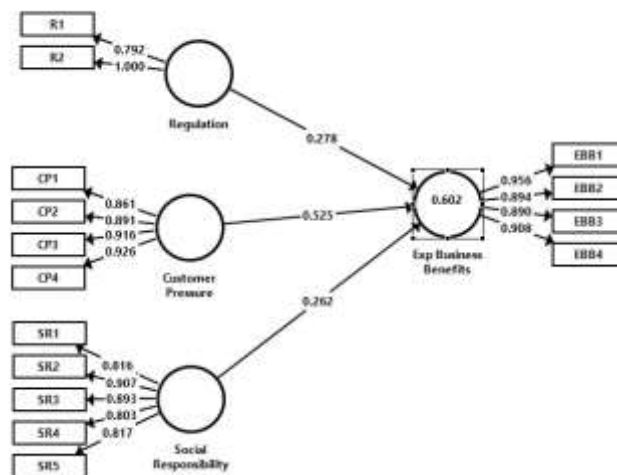 R1
0.792
R2
1.000
Regulation
0.278
CP1
0.861
CP2
0.891
CP3
0.916
CP4
0.926
Customer
Pressure
0.525
SR1
0.816
SR2
0.907
SR3
0.893
SR4
0.803
SR5
0.817
Social
Responsibility
0.262
0.602
Exp Business
Benefits
0.956
EBB1
0.894
EBB2
0.890
EBB3
0.908
EBB4